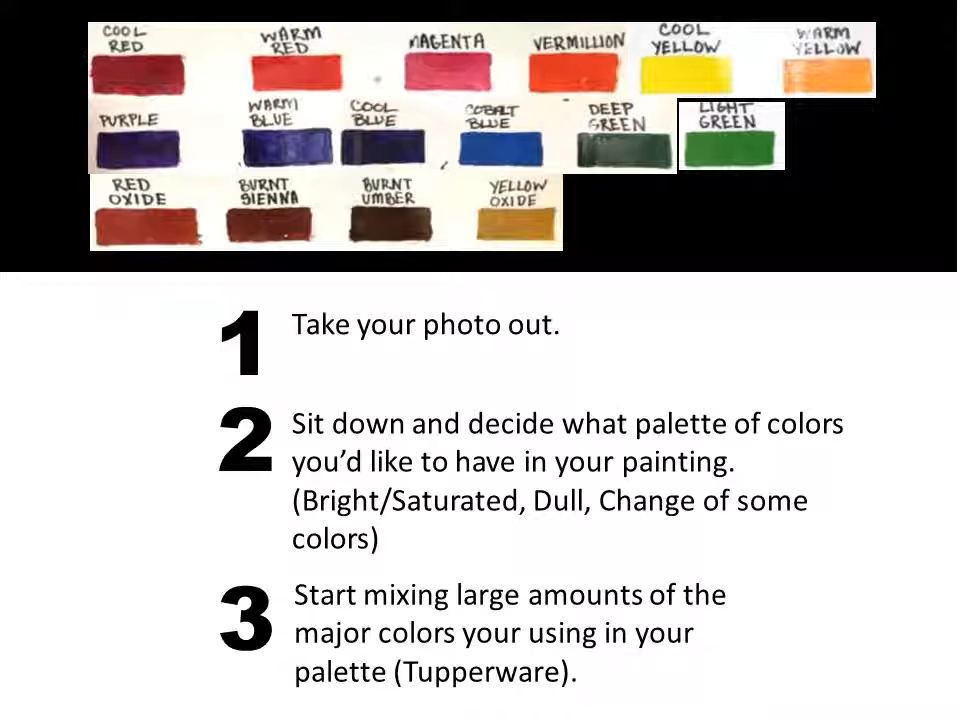 COOL RED
WARM RED
MAGENTA
VERMILLION
COOL YELLOW
WARM YELLOW
PURPLE
WARM BLUE
COOL BLUE
COBALT BLUE
DEEP GREEN
LIGHT GREEN
RED OXIDE
BURNT SIENNA
BURNT UMBER
YELLOW OXIDE
1 Take your photo out.
2 Sit down and decide what palette of colors
you’d like to have in your painting.
(Bright/Saturated, Dull, Change of some
colors)
3 Start mixing large amounts of the
major colors your using in your
palette (Tupperware).